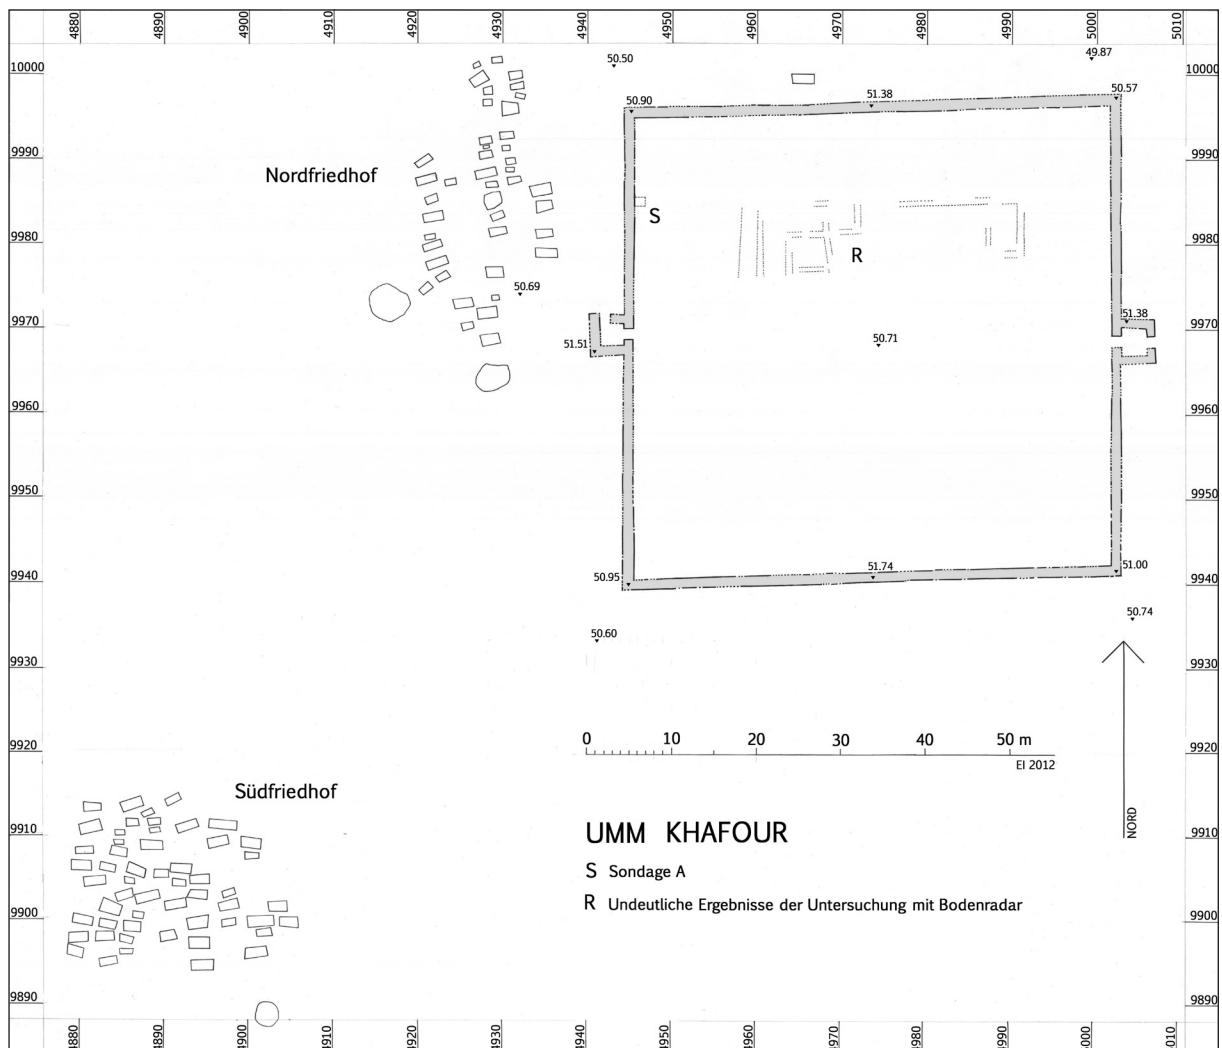 4880 4890 4900 4910 4920 4930 4940 4950 4960 4970 4980 4990 5000 5010
50.50 49.87
10000 10000
50.90 51.38 50.57
9990 9990
Nordfriedhof
S
9980 9980
R
50.69
9970 51.38 9970
51.51 50.71
9960 9960
9950 9950
9940 50.95 51.74 51.00 9940
50.60 50.74
9930 9930
0 10 20 30 40 50 m
9920 9920
EI 2012
Südfriedhof
NORD
9910 UMM KHAFOUR 9910
S Sondage A
R Undeutliche Ergebnisse der Untersuchung mit Bodenradar
9900 9900
9890 9890
4880 4890 4900 4910 4920 4930 4940 4950 4960 4970 4980 4990 5000 5010